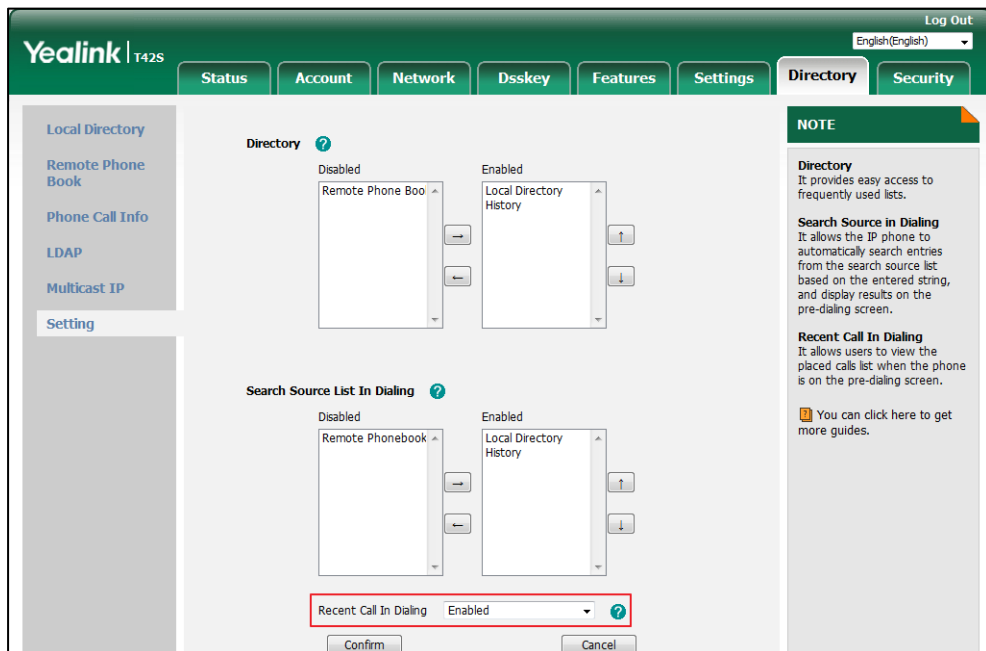 Log Out
Yealink T42S
English(English)
Status Account Network Dsskey Features Settings Directory Security
Local Directory
Remote Phone
Book
Phone Call Info
LDAP
Multicast IP
Setting
Directory ?
Disabled Enabled
Remote Phone Boo
Local Directory
History
→
←
↑
↓
Search Source List In Dialing ?
Disabled Enabled
Remote Phonebook
Local Directory
History
→
←
↑
↓
Recent Call In Dialing Enabled ?
Confirm Cancel
NOTE
Directory
It provides easy access to
frequently used lists.
Search Source in Dialing
It allows the IP phone to
automatically search entries
from the search source list
based on the entered string,
and display results on the
pre-dialing screen.
Recent Call In Dialing
It allows users to view the
placed calls list when the phone
is on the pre-dialing screen.
? You can click here to get
more guides.